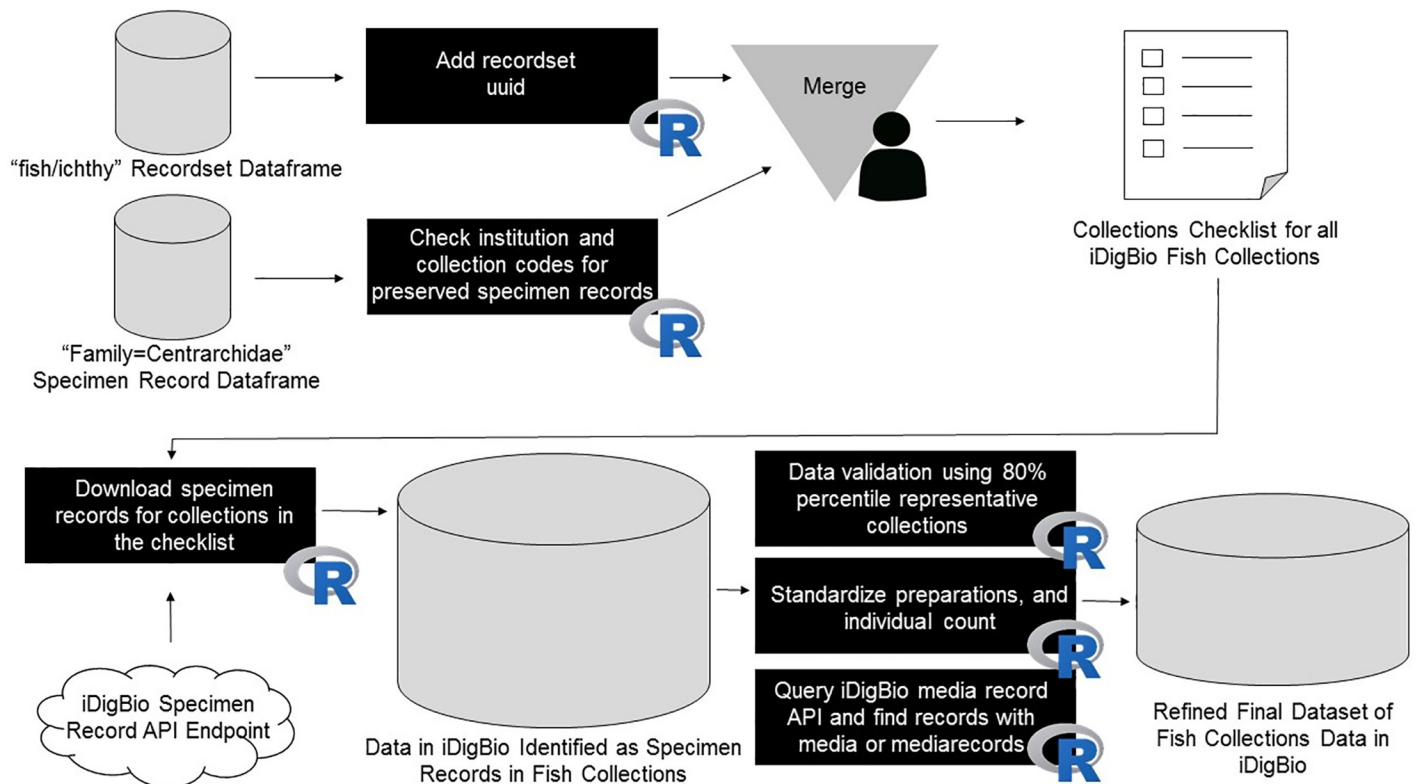 Add recordset
uuid
R
Merge
“fish/ichthy” Recordset Dataframe
Check institution and
collection codes for
preserved specimen records
R
“Family=Centrarchidae”
Specimen Record Dataframe
Collections Checklist for all
iDigBio Fish Collections
Download specimen
records for collections in
the checklist
R
iDigBio Specimen
Record API Endpoint
Data in iDigBio Identified as Specimen
Records in Fish Collections
Data validation using 80%
percentile representative
collections
R
Standardize preparations, and
individual count
R
Query iDigBio media record
API and find records with
media or mediarecords
R
Refined Final Dataset of
Fish Collections Data in
iDigBio